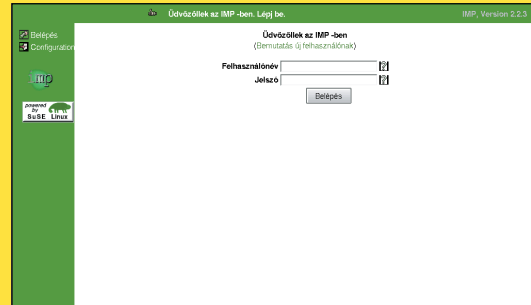 Üdvözöllek az IMP -ben. Lépj be.
IMP, Version 2.2.3
Belépés
Configuration
imp
powered
by
SuSE Linux
Üdvözöllek az IMP -ben
(Bemutatás új felhasználónak)
Felhasználónév
Jelszó
Belépés